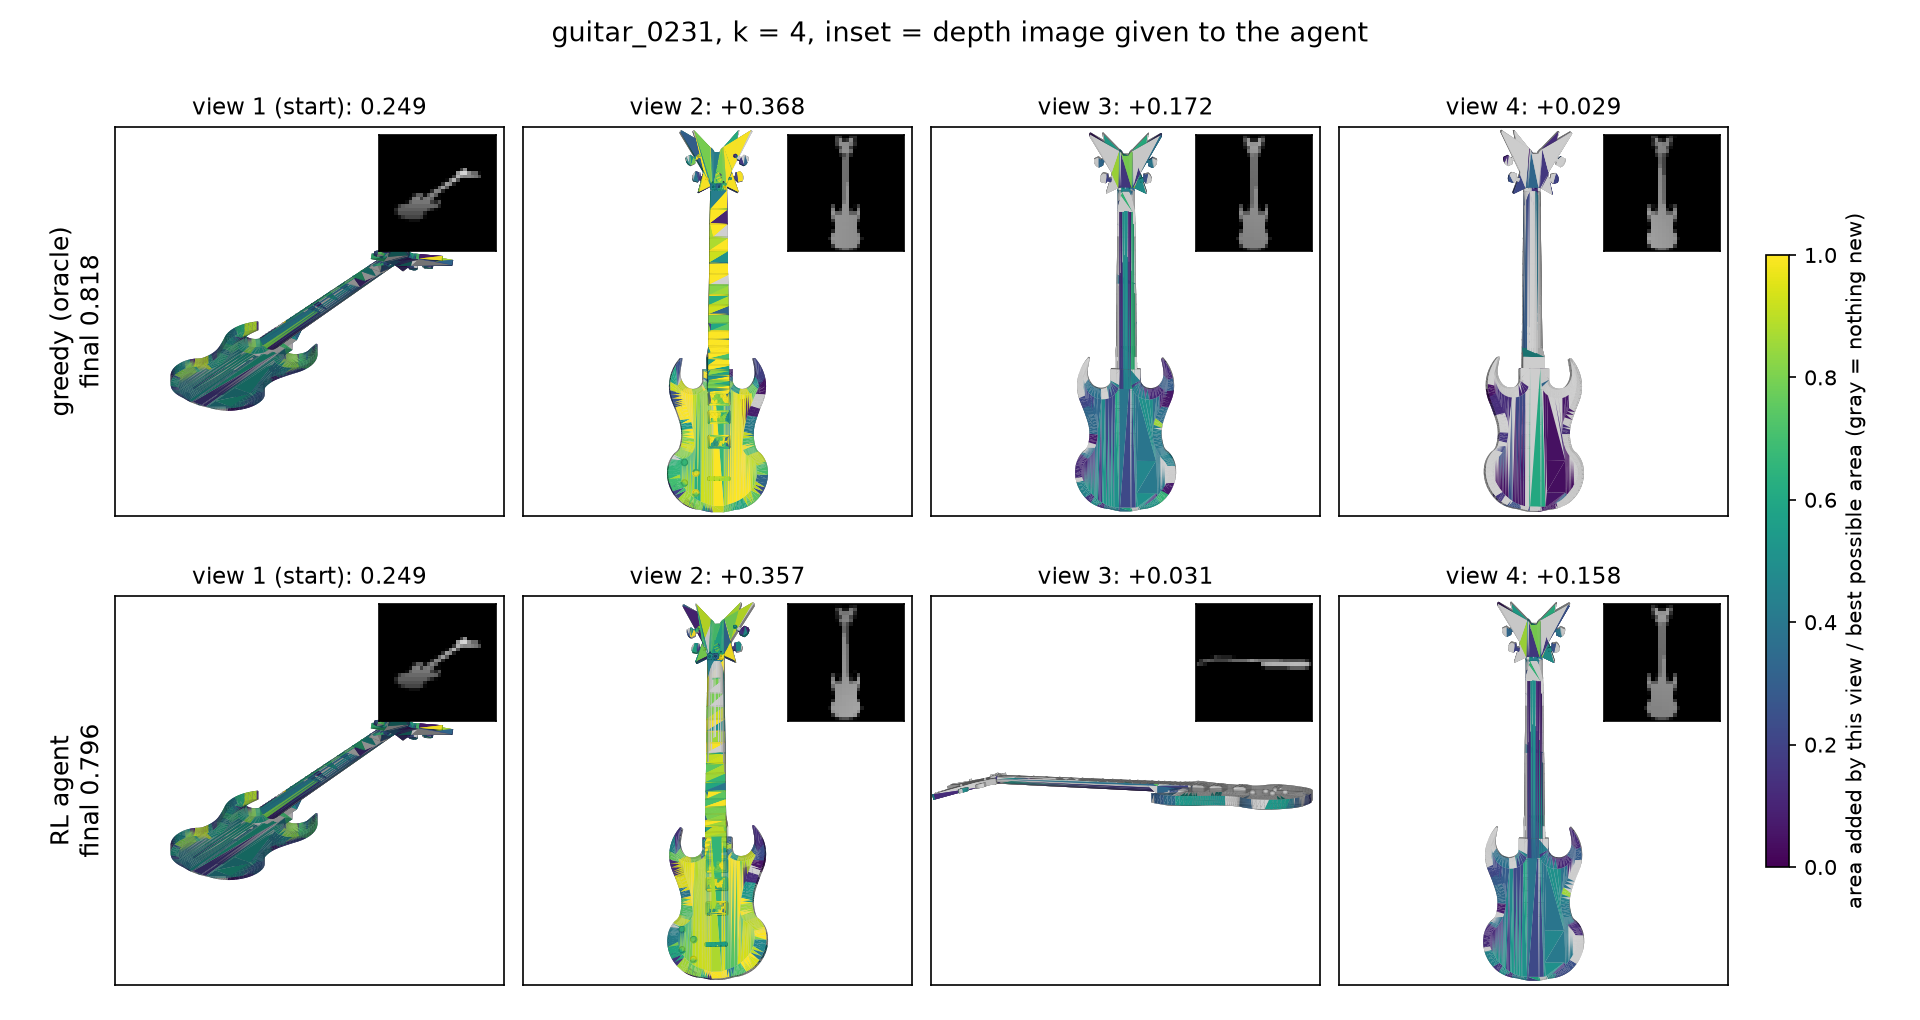 guitar_0231, k = 4, inset = depth image given to the agent
view 1 (start): 0.249
view 2: +0.368
view 3: +0.172
view 4: +0.029
greedy (oracle)
final 0.818
view 1 (start): 0.249
view 2: +0.357
view 3: +0.031
view 4: +0.158
RL agent
final 0.796
1.0
0.8
0.6
0.4
0.2
0.0
area added by this view / best possible area (gray = nothing new)